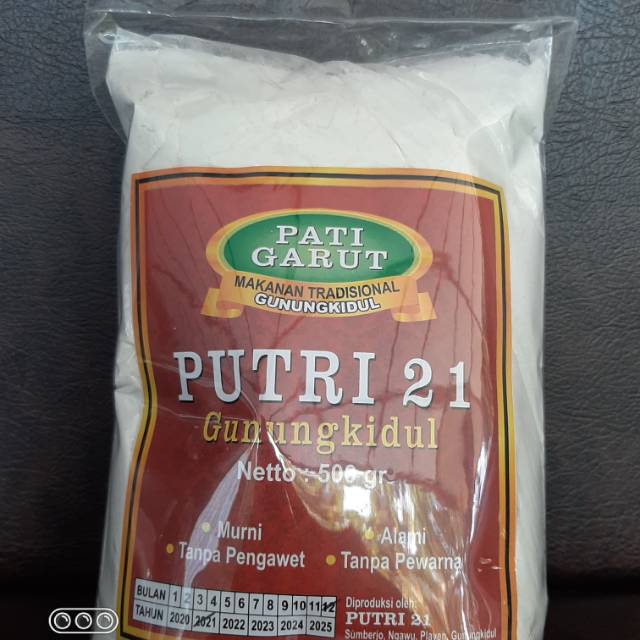 PATI
GARUT
MAKANAN TRADISIONAL
GUNUNGKIDUL
PUTRI 21
Gunungkidul
Netto : 500 gr
• Murni
• Alami
• Tanpa Pengawet
• Tanpa Pewarna
BULAN 1 2 3 4 5 6 7 8 9 10 11 12
TAHUN 2020 2021 2022 2023 2024 2025
Diproduksi oleh:
PUTRI 21
Sumberjo, Ngawu, Playen, Gunungkidul